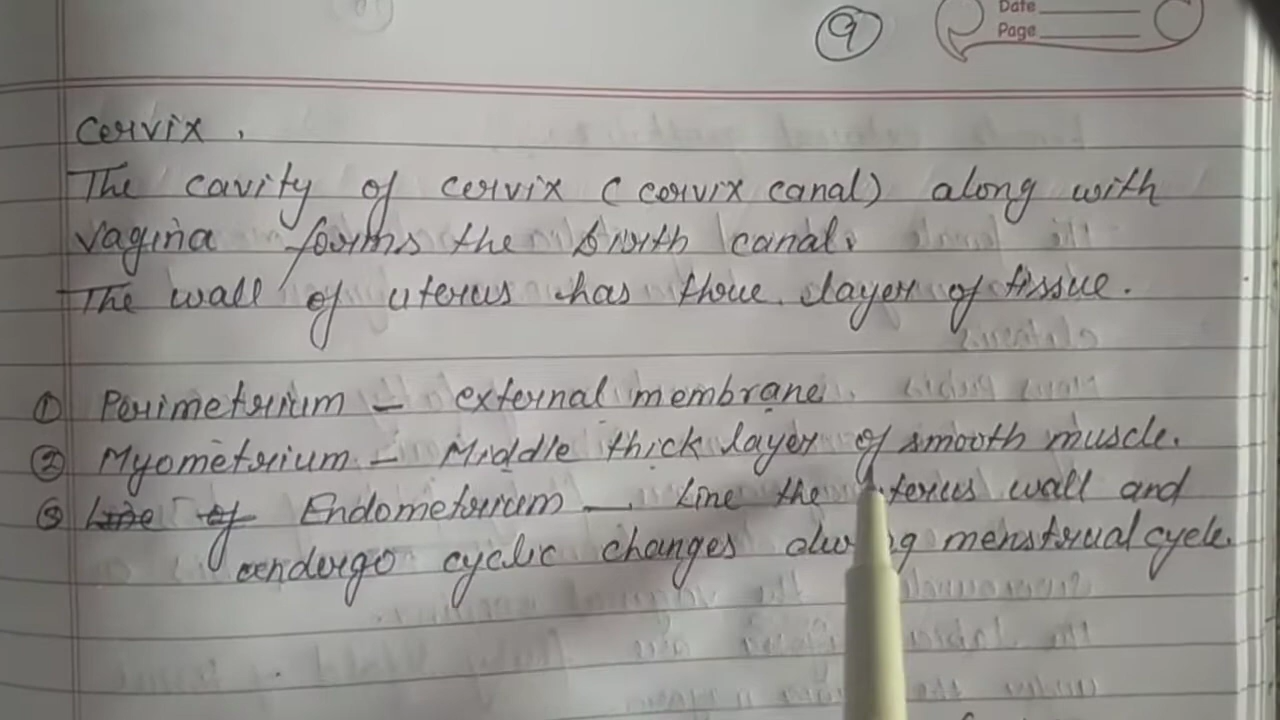 9
Date
Page
Cervix.
The cavity of cervix (cervix canal) along with
vagina forms the birth canal.
The wall of uterus has three layer of tissue.
① Perimetrium - external membrane.
② Myometrium - Middle thick layer of smooth muscle.
③ Line of Endometrium - Line the uterus wall and
undergo cyclic changes during menstrual cycle.